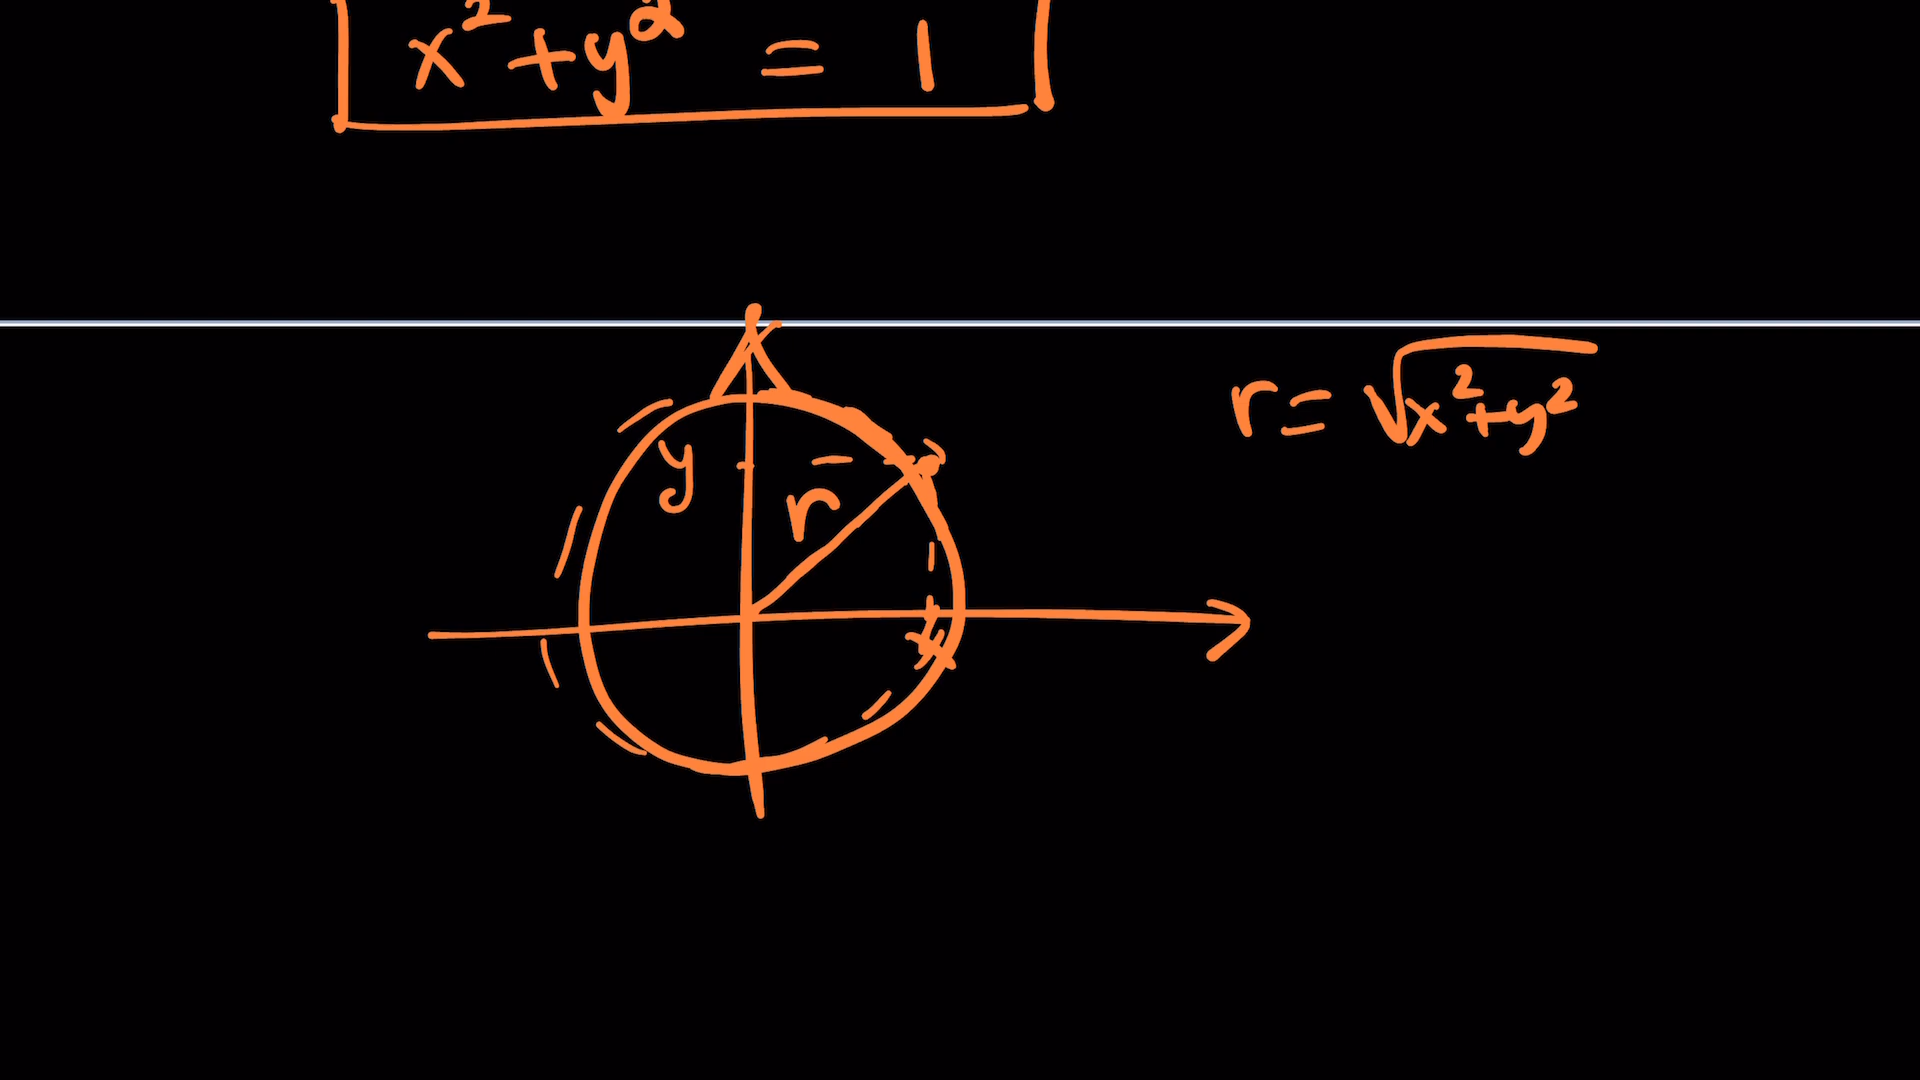 x²+y² = 1
r = √x²+y²
y
r
x